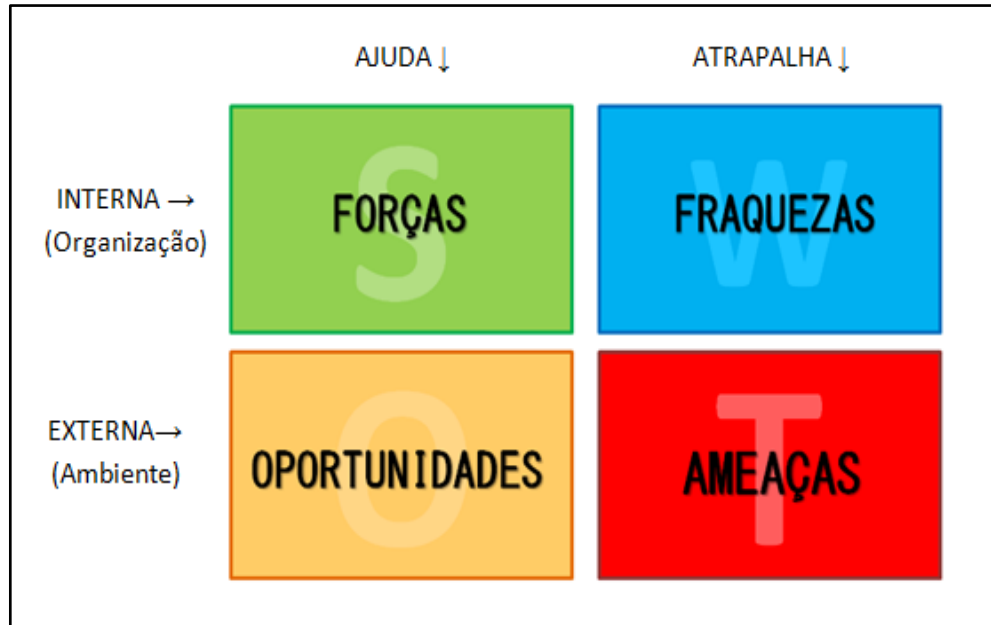 AJUDA ↓
ATRAPALHA ↓
INTERNA →
(Organização)
S
FORÇAS
W
FRAQUEZAS
EXTERNA→
(Ambiente)
O
OPORTUNIDADES
T
AMEAÇAS